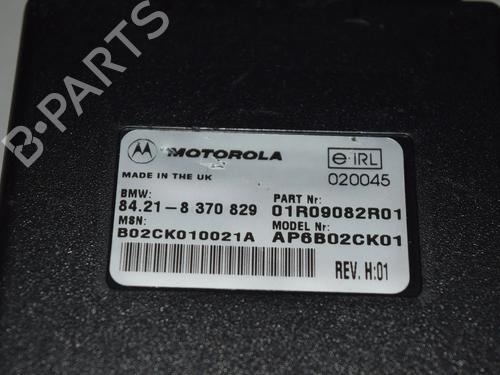 B·PARTS
MOTOROLA
e·IRL
MADE IN THE UK
020045
BMW:
PART Nr:
84.21-8 370 829
01R09082R01
MSN:
MODEL Nr:
B02CK010021A
AP6B02CK01
REV. H:01